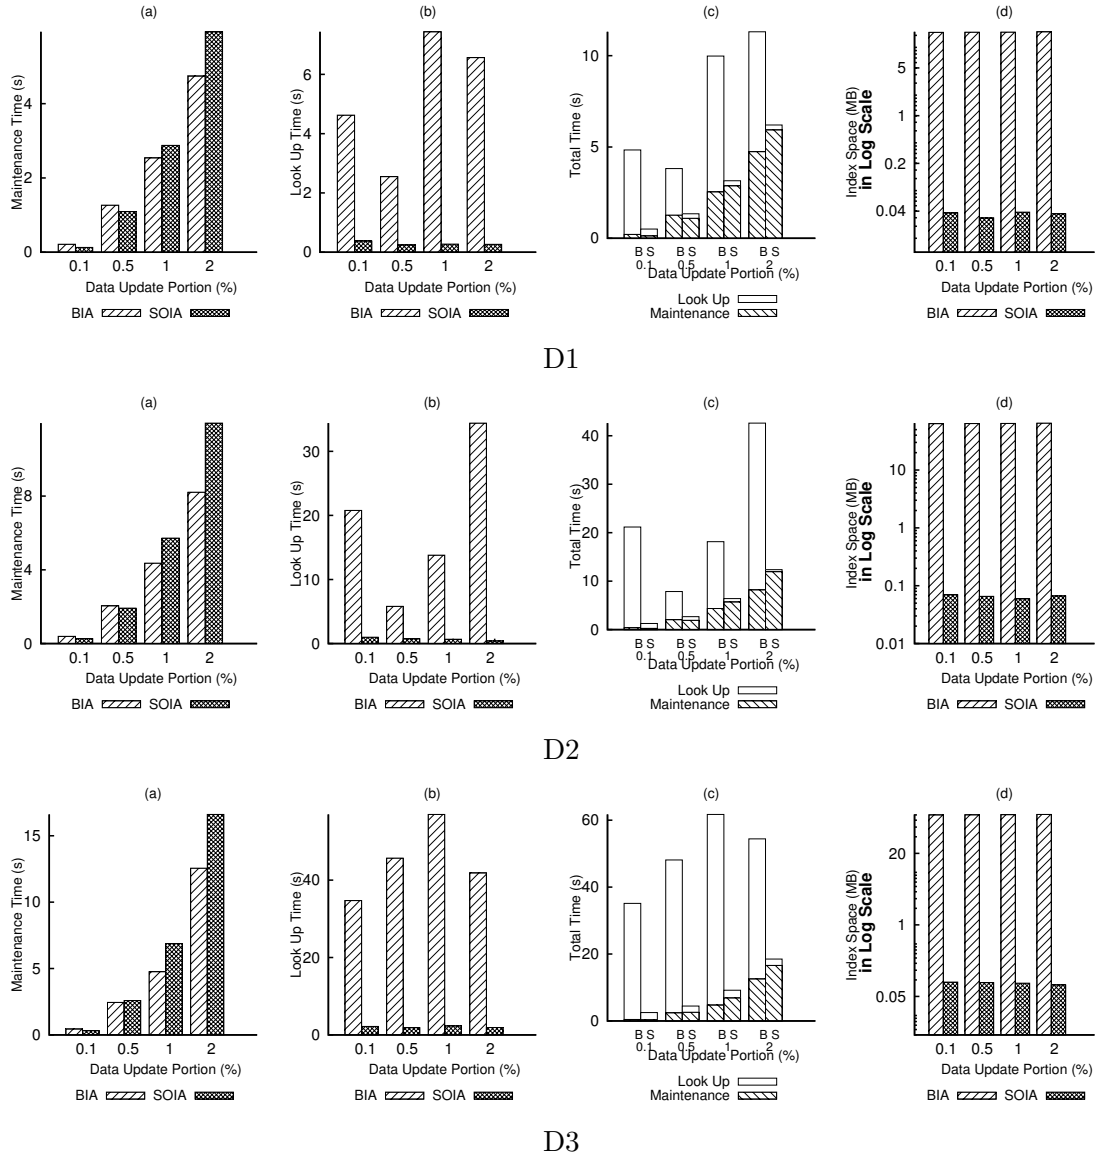 (a)
Maintenance Time (s)
4
2
0
0.1 0.5 1 2
Data Update Portion (%)
BIA SOIA
(b)
Look Up Time (s)
6
4
2
0
0.1 0.5 1 2
Data Update Portion (%)
BIA SOIA
(c)
Total Time (s)
10
5
0
B S B S B S B S
0.1 0.5 1 2
Data Update Portion (%)
Look Up
Maintenance
(d)
Index Space (MB)
in Log Scale
5
1
0.2
0.04
0.1 0.5 1 2
Data Update Portion (%)
BIA SOIA
D1
(a)
Maintenance Time (s)
8
4
0
0.1 0.5 1 2
Data Update Portion (%)
BIA SOIA
(b)
Look Up Time (s)
30
20
10
0
0.1 0.5 1 2
Data Update Portion (%)
BIA SOIA
(c)
Total Time (s)
40
30
20
10
0
B S B S B S B S
0.1 0.5 1 2
Data Update Portion (%)
Look Up
Maintenance
(d)
Index Space (MB)
in Log Scale
10
1
0.1
0.01
0.1 0.5 1 2
Data Update Portion (%)
BIA SOIA
D2
(a)
Maintenance Time (s)
15
10
5
0
0.1 0.5 1 2
Data Update Portion (%)
BIA SOIA
(b)
Look Up Time (s)
40
20
0
0.1 0.5 1 2
Data Update Portion (%)
BIA SOIA
(c)
Total Time (s)
60
40
20
0
B S B S B S B S
0.1 0.5 1 2
Data Update Portion (%)
Look Up
Maintenance
(d)
Index Space (MB)
in Log Scale
20
1
0.05
0.1 0.5 1 2
Data Update Portion (%)
BIA SOIA
D3